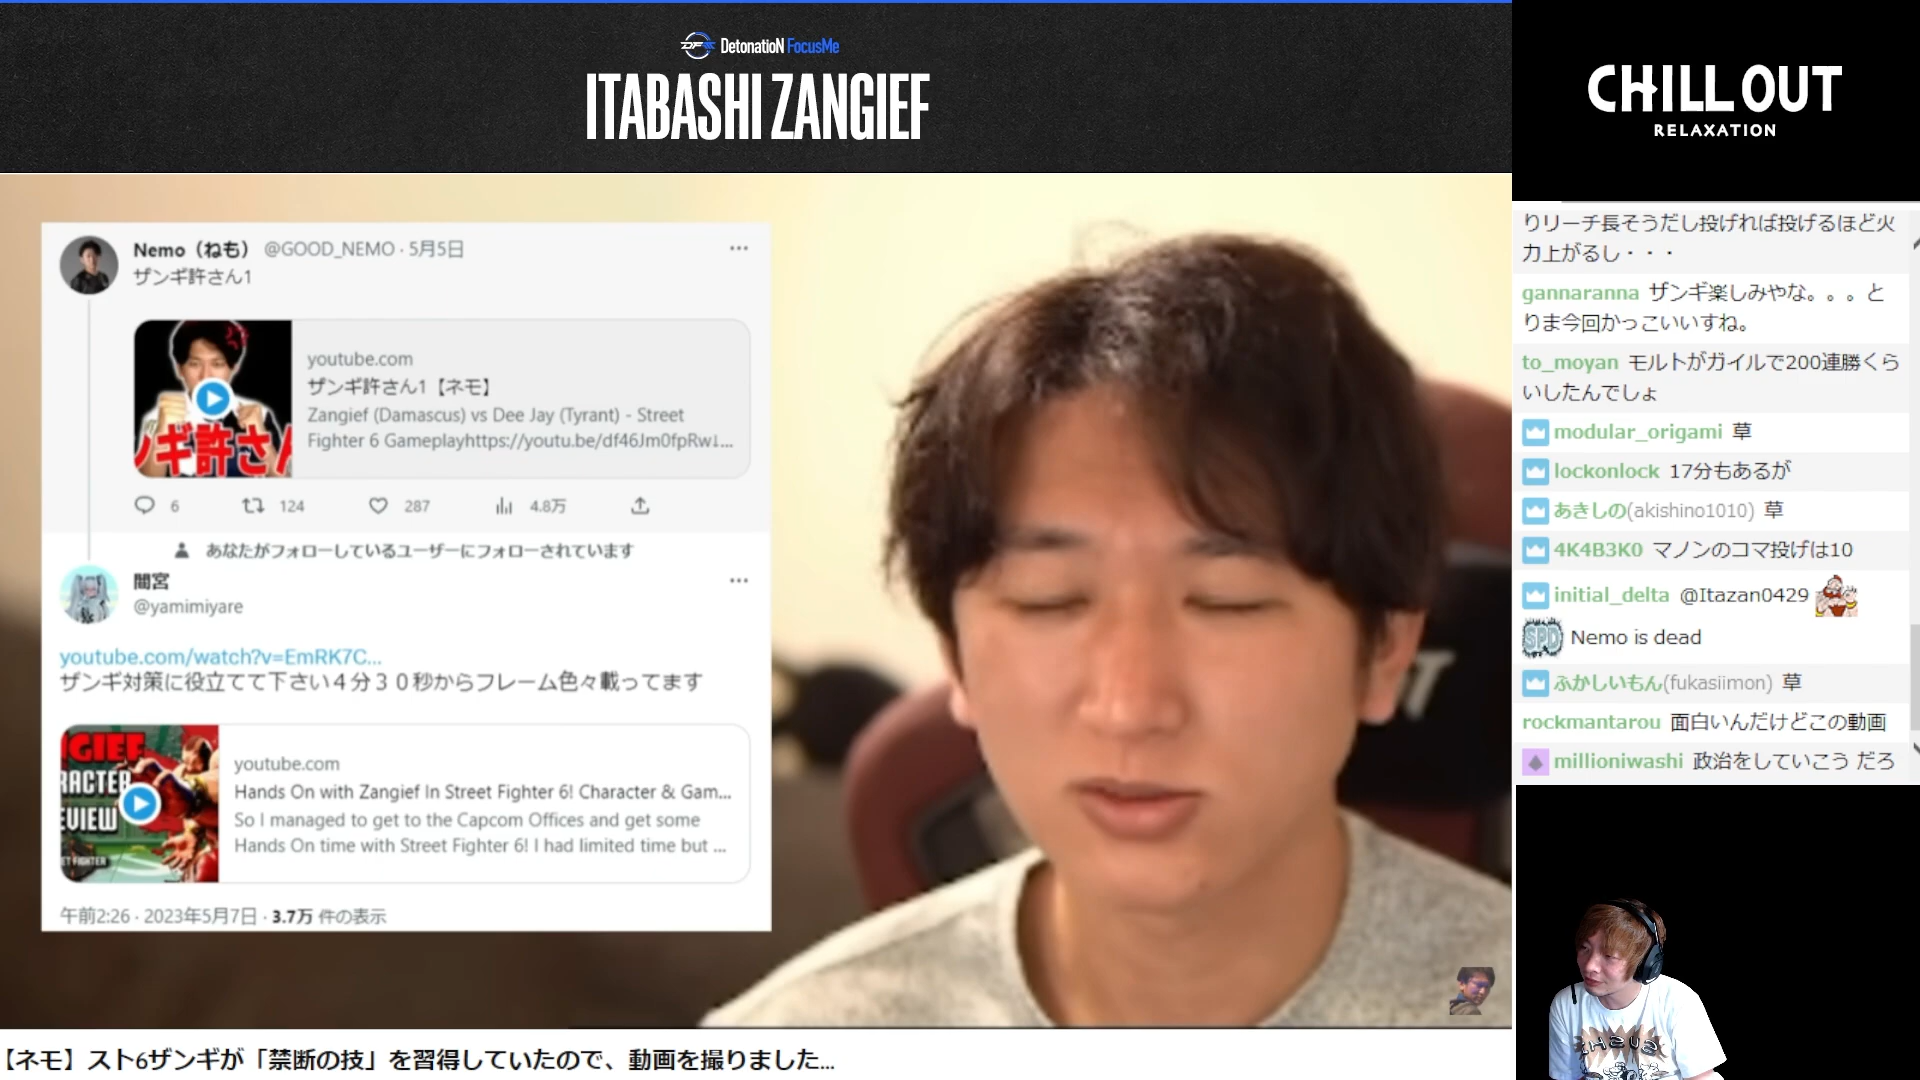 DetonatioN FocusMe
ITABASHI ZANGIEF
CHILL OUT
RELAXATION
Nemo（ねも） @GOOD_NEMO · 5月5日
ザンギ許さん1
youtube.com
ザンギ許さん1【ネモ】
Zangief (Damascus) vs Dee Jay (Tyrant) - Street
Fighter 6 Gameplayhttps://youtu.be/df46Jm0fpRw↓...
ンギ許さん
6 124 287 4.8万
あなたがフォローしているユーザーにフォローされています
闇宮
@yamimiyare
youtube.com/watch?v=EmRK7C...
ザンギ対策に役立てて下さい４分３０秒からフレーム色々載ってます
youtube.com
Hands On with Zangief In Street Fighter 6! Character & Gam...
So I managed to get to the Capcom Offices and get some
Hands On time with Street Fighter 6! I had limited time but ...
GIEF
RACTER
EVIEW
ET FIGHTER
午前2:26 · 2023年5月7日 · 3.7万 件の表示
【ネモ】スト6ザンギが「禁断の技」を習得していたので、動画を撮りました...
りリーチ長そうだし投げれば投げるほど火
力上がるし・・・
gannaranna ザンギ楽しみやな。。。と
りま今回かっこいいすね。
to_moyan モルトがガイルで200連勝くら
いしたんでしょ
modular_origami 草
lockonlock 17分もあるが
あきしの(akishino1010) 草
4K4B3K0 マノンのコマ投げは10
initial_delta @Itazan0429
SPD Nemo is dead
ふかしいもん(fukasiimon) 草
rockmantarou 面白いんだけどこの動画
millioniwashi 政治をしていこう だろ